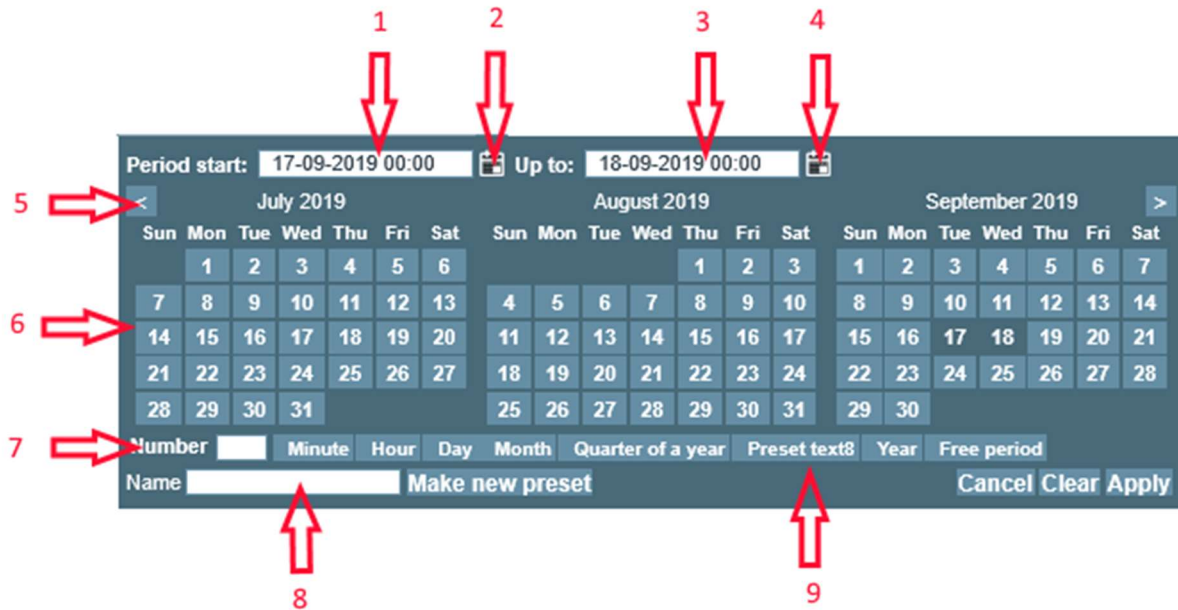 1 2 3 4
Period start: 17-09-2019 00:00 Up to: 18-09-2019 00:00
5 < July 2019 August 2019 September 2019 >
Sun Mon Tue Wed Thu Fri Sat Sun Mon Tue Wed Thu Fri Sat Sun Mon Tue Wed Thu Fri Sat
1 2 3 4 5 6 1 2 3 1 2 3 4 5 6 7
7 8 9 10 11 12 13 4 5 6 7 8 9 10 8 9 10 11 12 13 14
6 14 15 16 17 18 19 20 11 12 13 14 15 16 17 15 16 17 18 19 20 21
21 22 23 24 25 26 27 18 19 20 21 22 23 24 22 23 24 25 26 27 28
28 29 30 31 25 26 27 28 29 30 31 29 30
7 Number Minute Hour Day Month Quarter of a year Preset text8 Year Free period
Name Make new preset Cancel Clear Apply
8 9